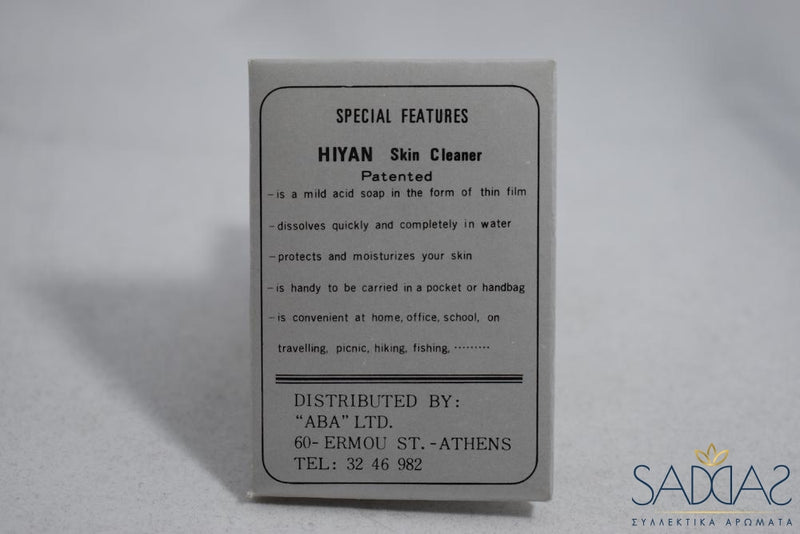 SPECIAL FEATURES
HIYAN Skin Cleaner
Patented
– is a mild acid soap in the form of thin film
– dissolves quickly and completely in water
– protects and moisturizes your skin
– is handy to be carried in a pocket or handbag
– is convenient at home, office, school, on
travelling, picnic, hiking, fishing, ·········
DISTRIBUTED BY:
“ABA” LTD.
60- ERMOU ST. -ATHENS
TEL: 32 46 982
SADDAS
ΣΥΛΛΕΚΤΙΚΑ ΑΡΩΜΑΤΑ